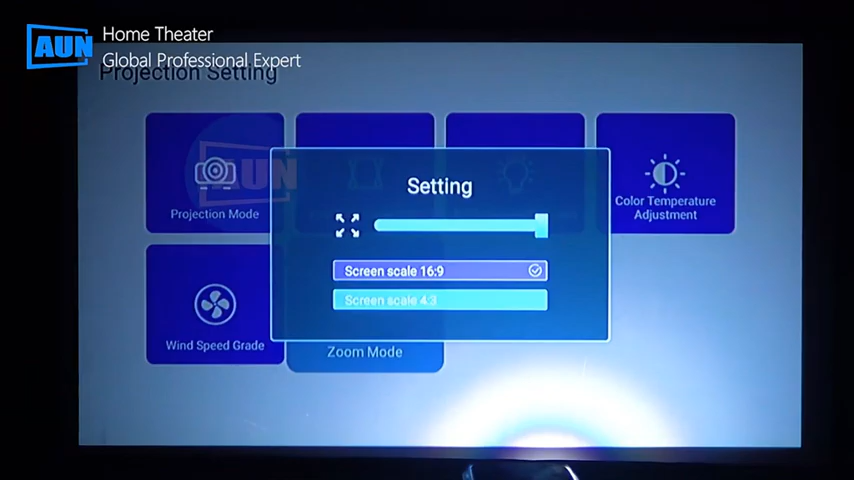 AUN
Home Theater
Global Professional Expert
Projection Setting
AUN
Projection Mode
Color Temperature
Adjustment
Setting
Screen scale 16:9
Screen scale 4:3
Wind Speed Grade
Zoom Mode